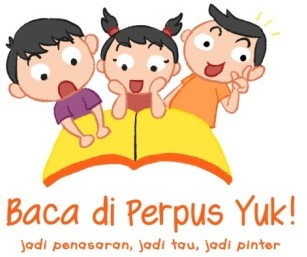 Baca di Perpus Yuk!
jadi penasaran, jadi tau, jadi pinter